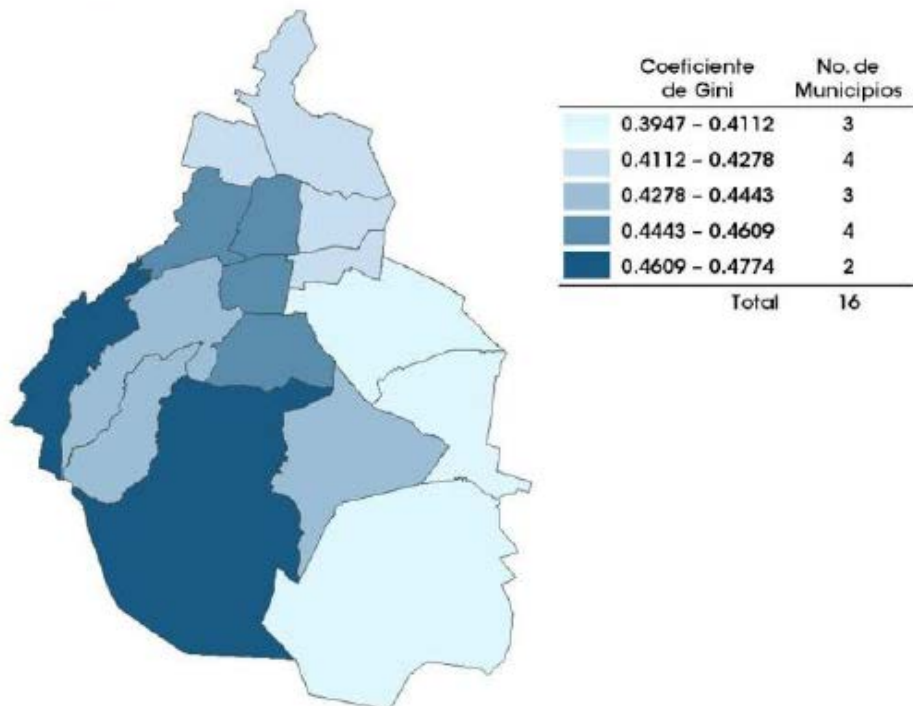 Coeficiente No. de
de Gini Municipios
0.3947 – 0.4112 3
0.4112 – 0.4278 4
0.4278 – 0.4443 3
0.4443 – 0.4609 4
0.4609 – 0.4774 2
Total 16